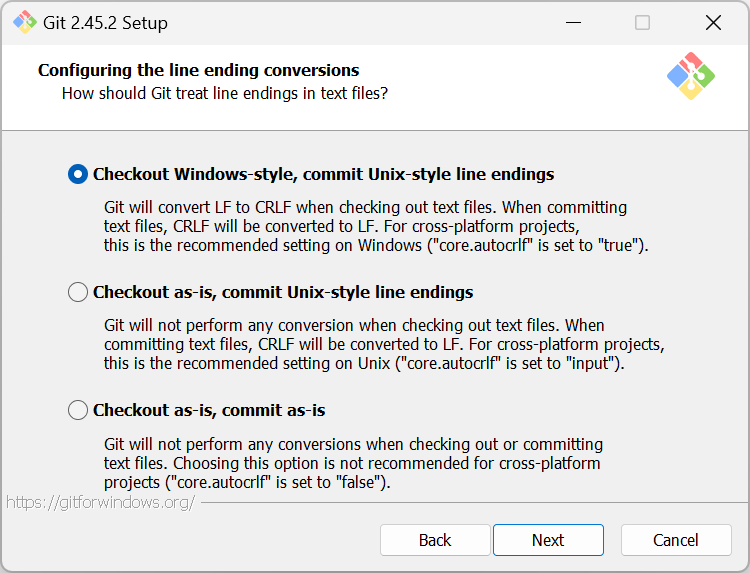 Git 2.45.2 Setup
Configuring the line ending conversions
How should Git treat line endings in text files?
Checkout Windows-style, commit Unix-style line endings
Git will convert LF to CRLF when checking out text files. When committing
text files, CRLF will be converted to LF. For cross-platform projects,
this is the recommended setting on Windows ("core.autocrlf" is set to "true").
Checkout as-is, commit Unix-style line endings
Git will not perform any conversion when checking out text files. When
committing text files, CRLF will be converted to LF. For cross-platform projects,
this is the recommended setting on Unix ("core.autocrlf" is set to "input").
Checkout as-is, commit as-is
Git will not perform any conversions when checking out or committing
text files. Choosing this option is not recommended for cross-platform
projects ("core.autocrlf" is set to "false").
https://gitforwindows.org/
Back Next Cancel